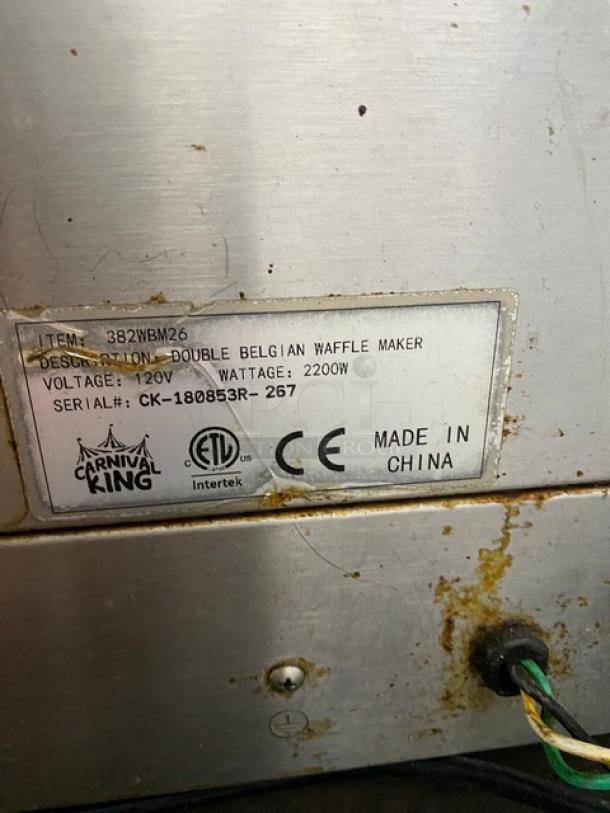 ITEM: 382WBM26
DESCRIPTION: DOUBLE BELGIAN WAFFLE MAKER
VOLTAGE: 120V WATTAGE: 2200W
SERIAL#: CK-180853R-267
CARNIVAL KING
C ETL US
Intertek
CE
MADE IN
CHINA